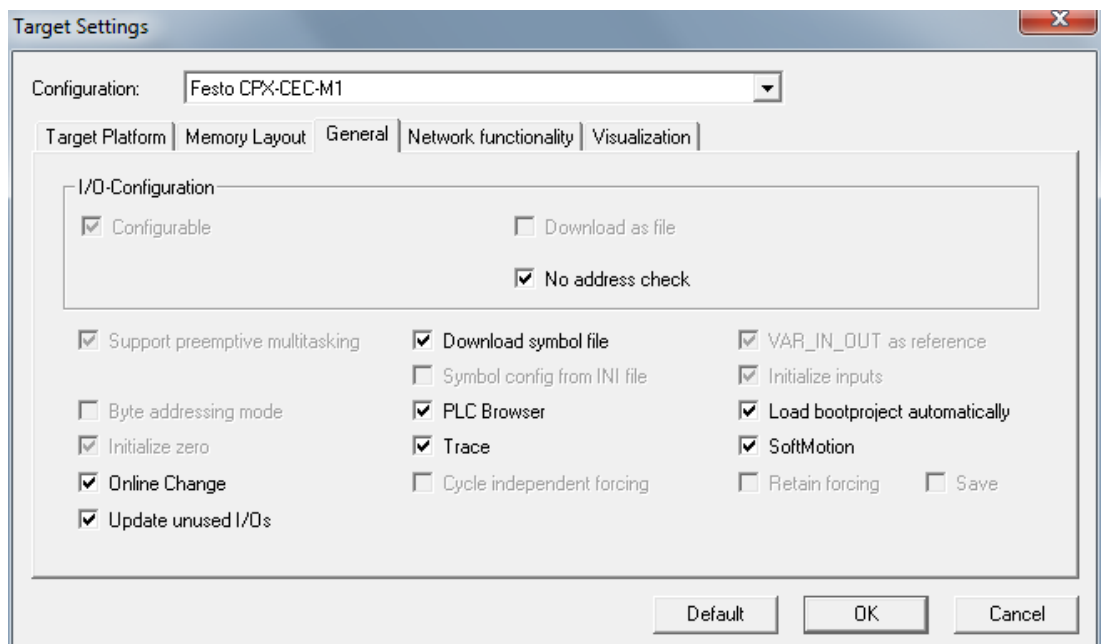 Target Settings
Configuration: Festo CPX-CEC-M1
Target Platform Memory Layout General Network functionality Visualization
I/O-Configuration
Configurable Download as file
No address check
Support preemptive multitasking Download symbol file VAR_IN_OUT as reference
Symbol config from INI file Initialize inputs
Byte addressing mode PLC Browser Load bootproject automatically
Initialize zero Trace SoftMotion
Online Change Cycle independent forcing Retain forcing Save
Update unused I/Os
Default OK Cancel